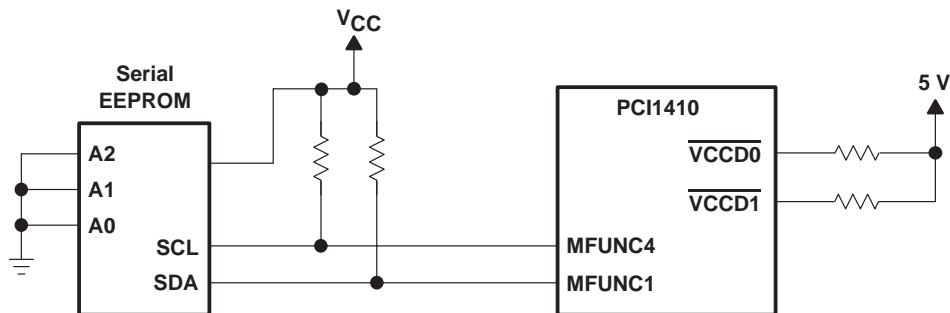 VCC
Serial
EEPROM
5 V
PCI1410
A2
VCCD0
A1
VCCD1
A0
SCL
MFUNC4
SDA
MFUNC1